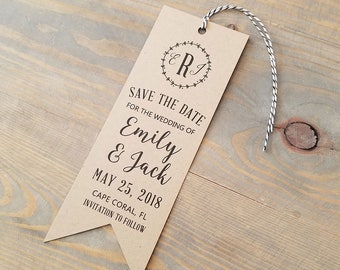 E R J
SAVE THE DATE
FOR THE WEDDING OF
Emily
& Jack
MAY 25, 2018
CAPE CORAL, FL
INVITATION TO FOLLOW